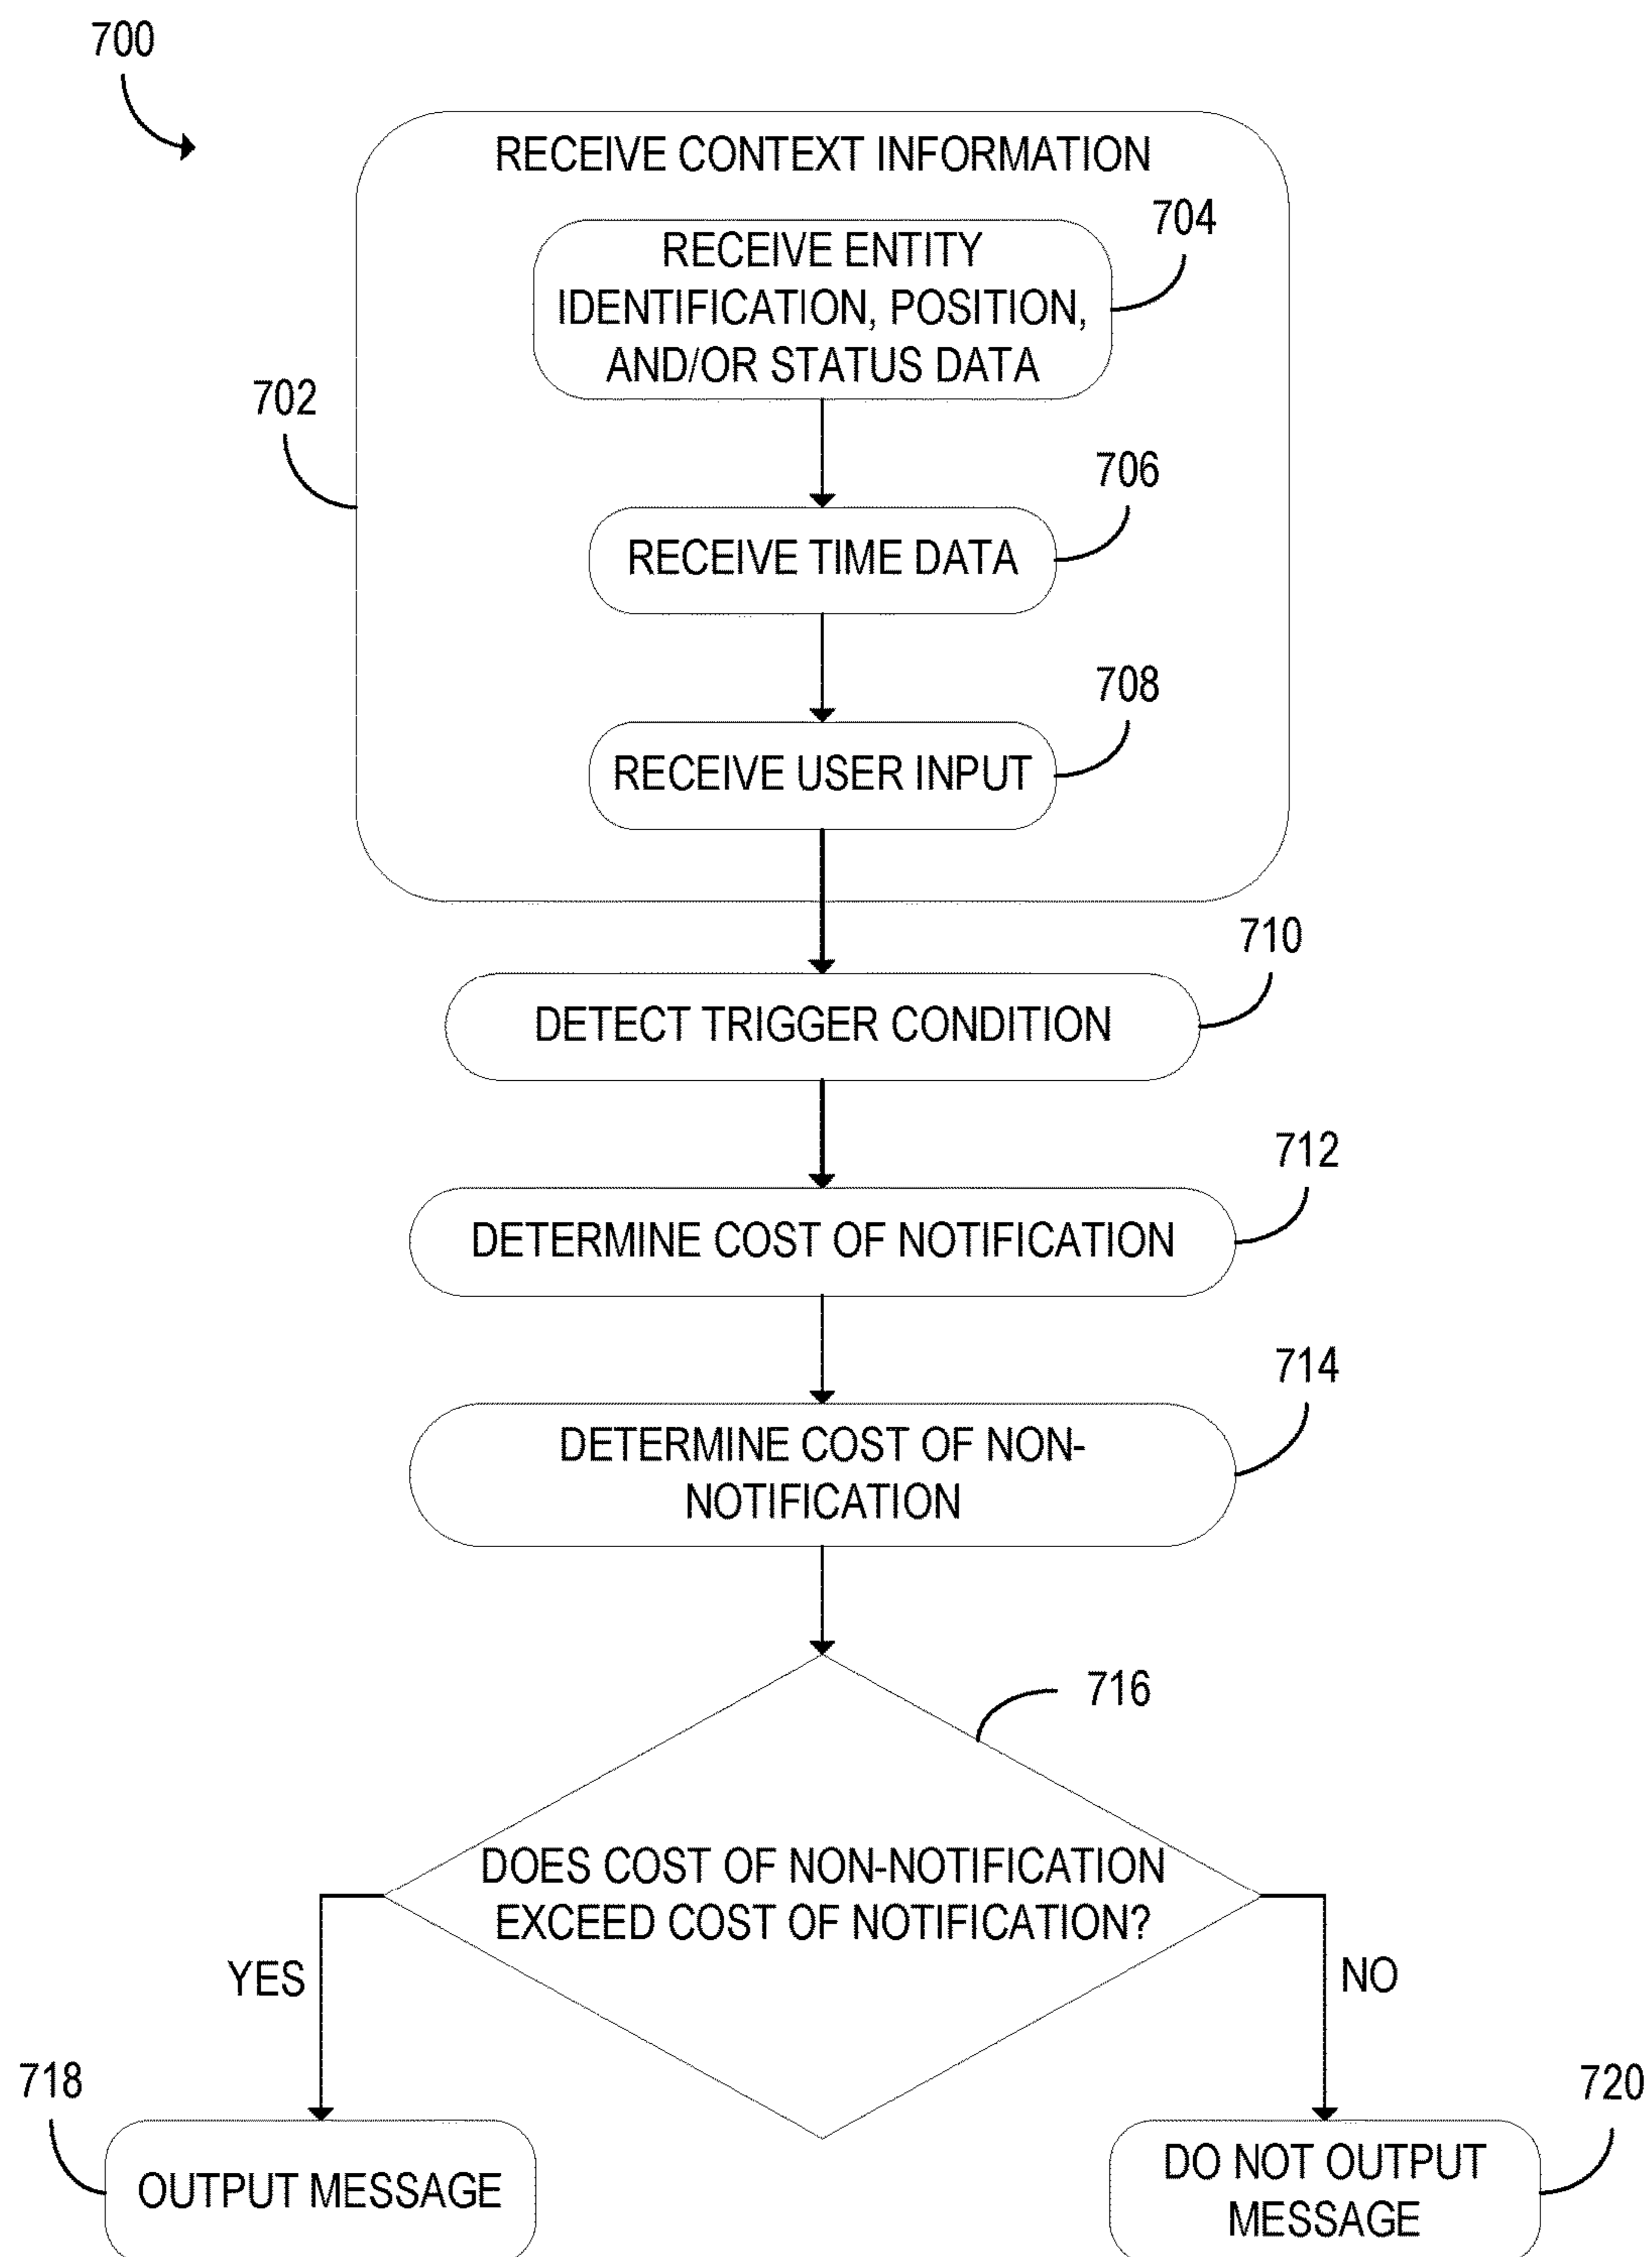 700
RECEIVE CONTEXT INFORMATION
704
RECEIVE ENTITY
IDENTIFICATION, POSITION,
AND/OR STATUS DATA
702
706
RECEIVE TIME DATA
708
RECEIVE USER INPUT
710
DETECT TRIGGER CONDITION
712
DETERMINE COST OF NOTIFICATION
714
DETERMINE COST OF NON-
NOTIFICATION
716
DOES COST OF NON-NOTIFICATION
EXCEED COST OF NOTIFICATION?
YES
NO
718
720
OUTPUT MESSAGE
DO NOT OUTPUT
MESSAGE